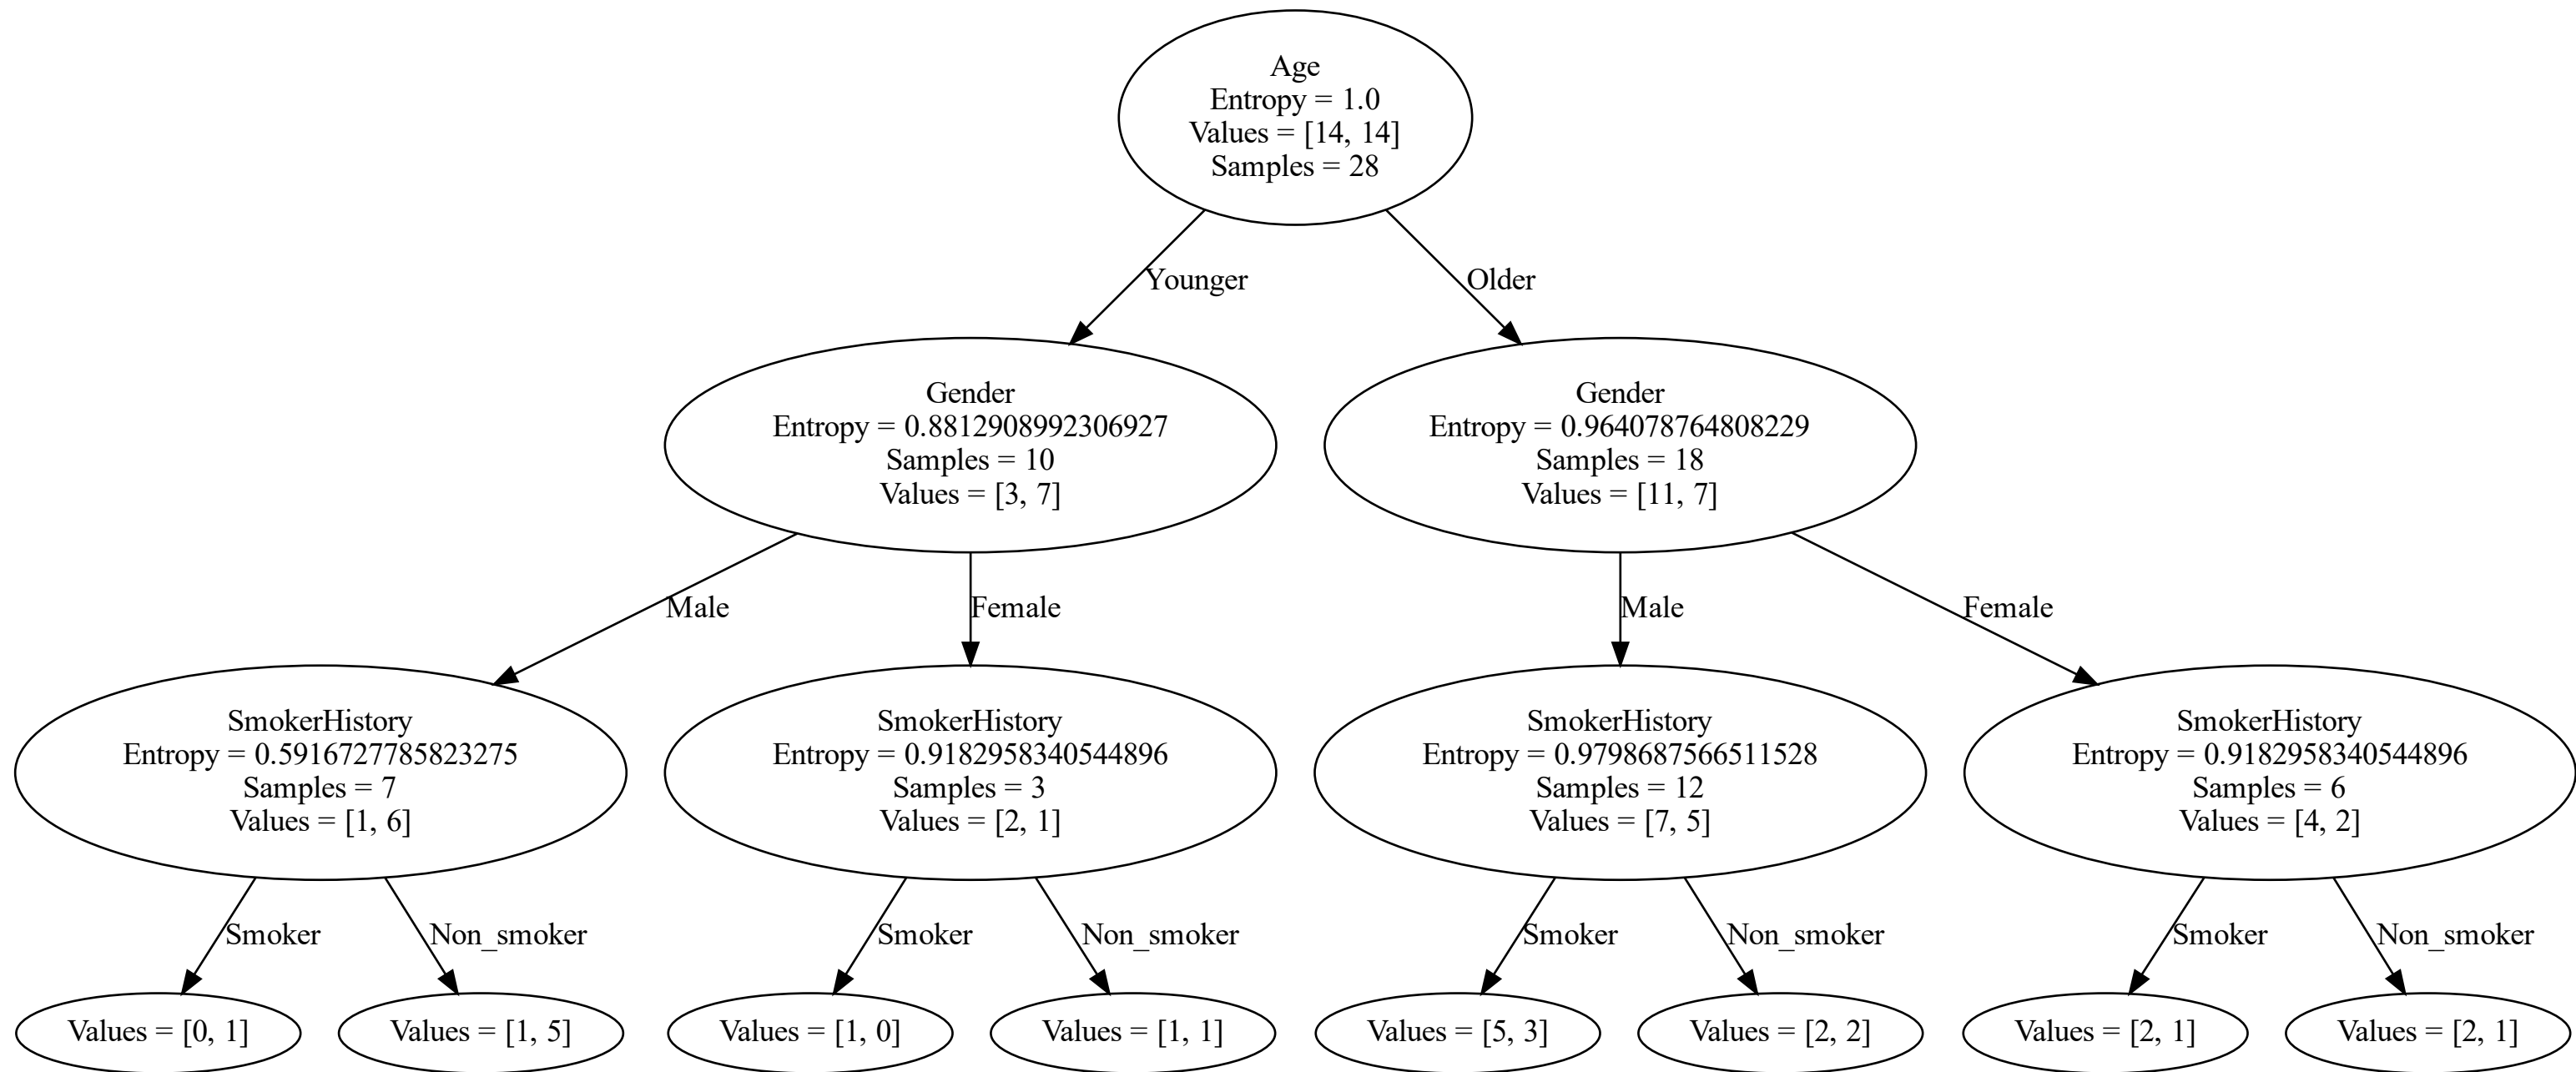 Age
Entropy = 1.0
Values = [14, 14]
Samples = 28
Younger
Older
Gender
Entropy = 0.8812908992306927
Samples = 10
Values = [3, 7]
Gender
Entropy = 0.964078764808229
Samples = 18
Values = [11, 7]
Male
Female
Male
Female
SmokerHistory
Entropy = 0.5916727785823275
Samples = 7
Values = [1, 6]
SmokerHistory
Entropy = 0.9182958340544896
Samples = 3
Values = [2, 1]
SmokerHistory
Entropy = 0.9798687566511528
Samples = 12
Values = [7, 5]
SmokerHistory
Entropy = 0.9182958340544896
Samples = 6
Values = [4, 2]
Smoker
Non_smoker
Smoker
Non_smoker
Smoker
Non_smoker
Smoker
Non_smoker
Values = [0, 1]
Values = [1, 5]
Values = [1, 0]
Values = [1, 1]
Values = [5, 3]
Values = [2, 2]
Values = [2, 1]
Values = [2, 1]